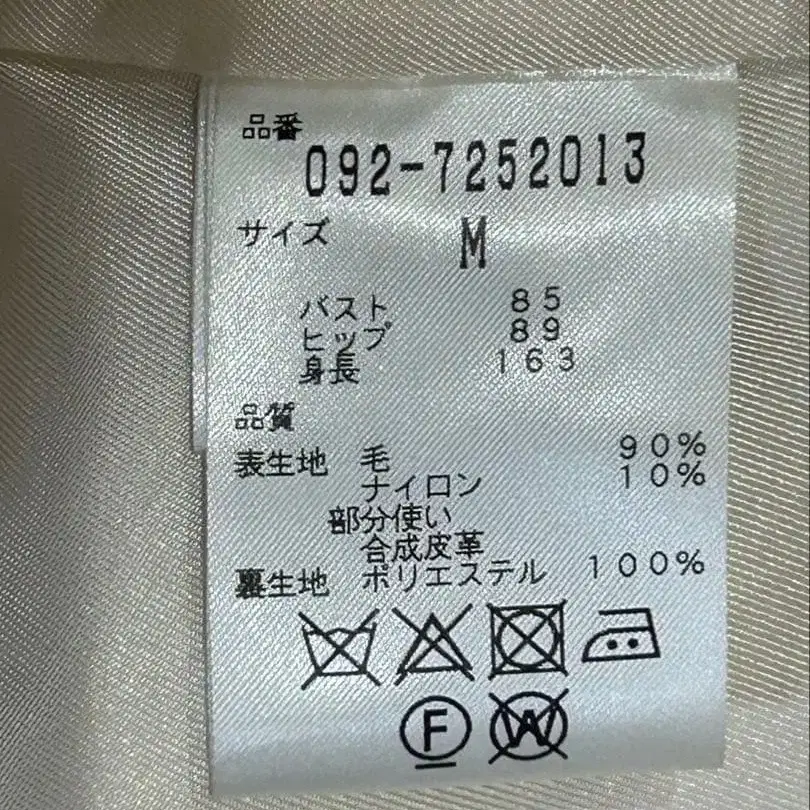 品番
092-7252013
サイズ M
バスト 85
ヒップ 89
身長 163
品質
表生地 毛 90%
ナイロン 10%
部分使い
合成皮革
裏生地 ポリエステル 100%
F W